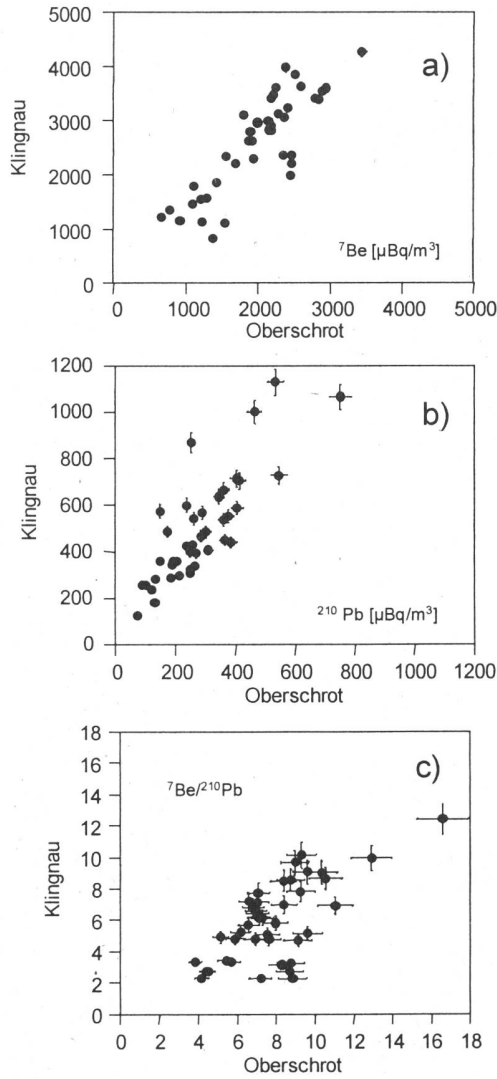 5000
4000
3000
2000
1000
0
Klingnau
a)
⁷Be [µBq/m³]
0 1000 2000 3000 4000 5000
Oberschrot
1200
1000
800
600
400
200
0
Klingnau
b)
²¹⁰ Pb [µBq/m³]
0 200 400 600 800 1000 1200
Oberschrot
18
16
14
12
10
8
6
4
2
0
Klingnau
c)
⁷Be/²¹⁰Pb
0 2 4 6 8 10 12 14 16 18
Oberschrot